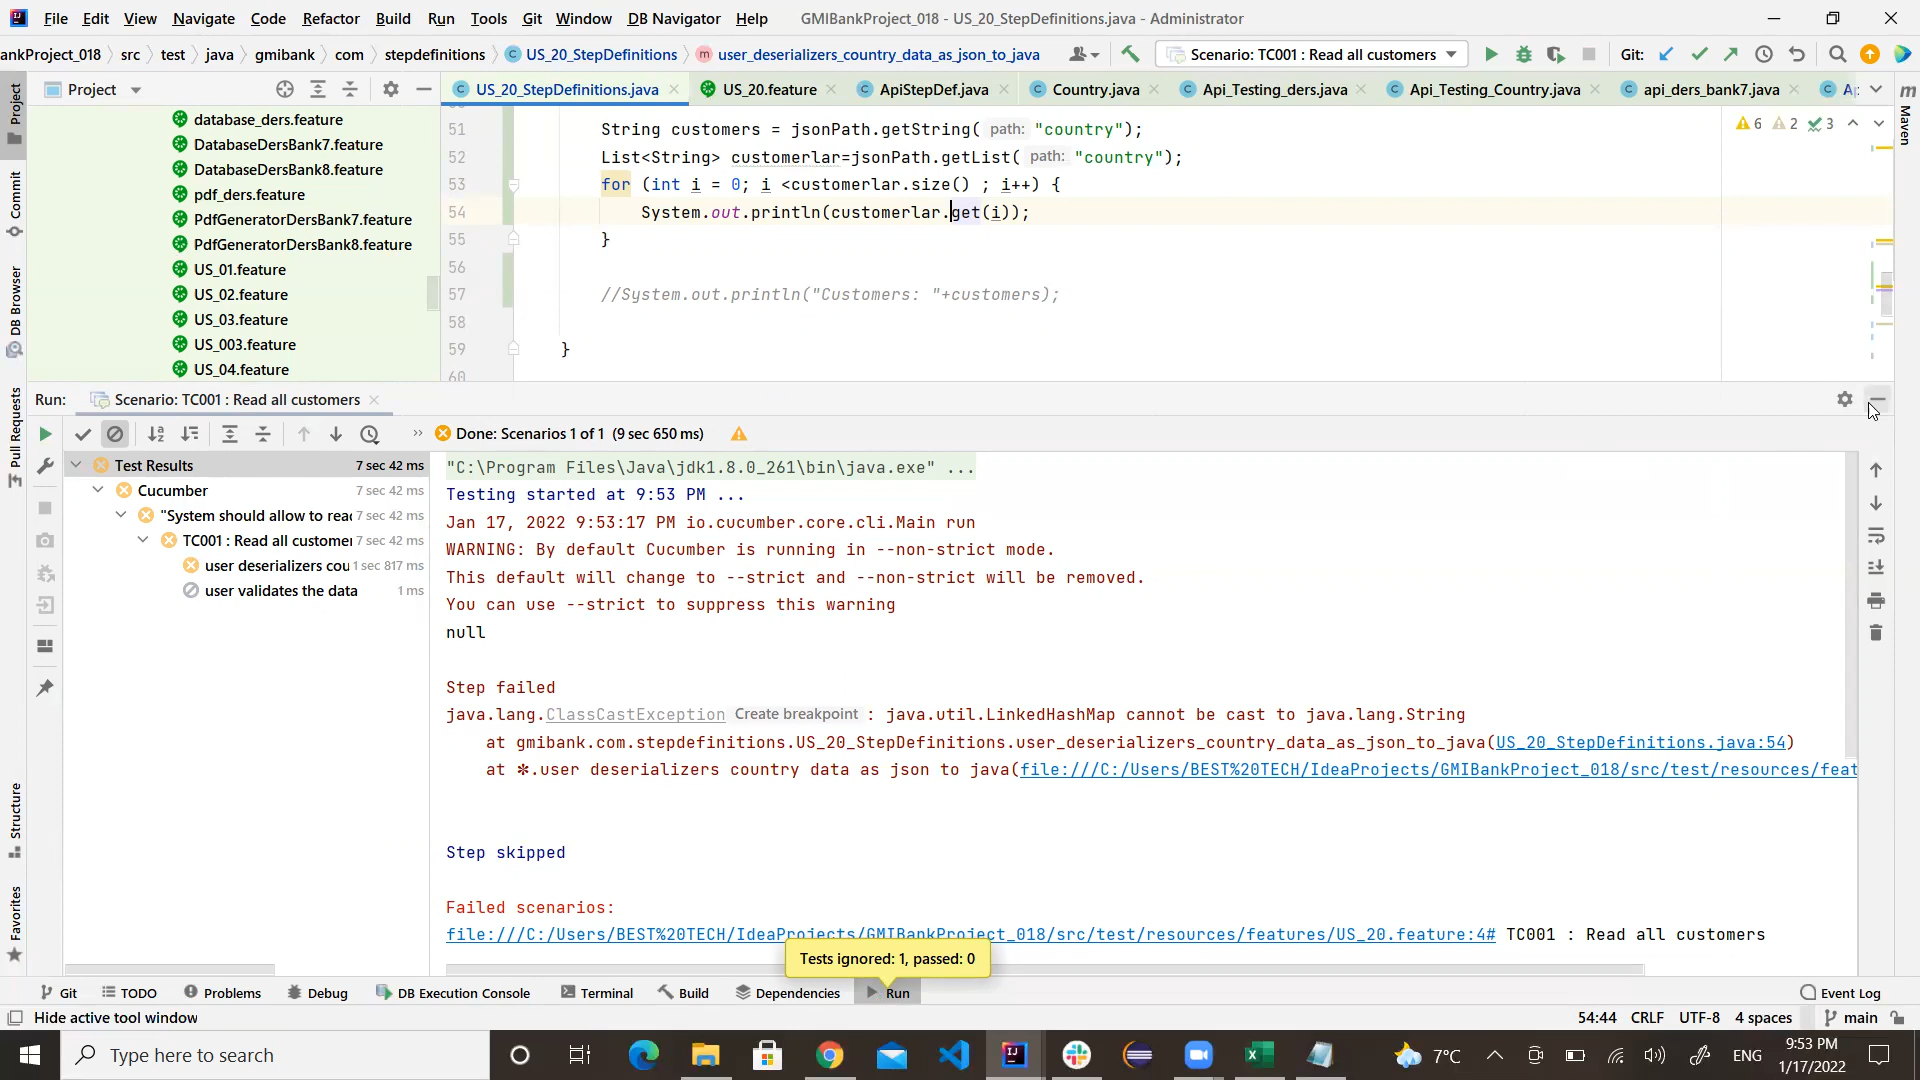 File Edit View Navigate Code Refactor Build Run Tools Git Window DB Navigator Help GMIBankProject_018 - US_20_StepDefinitions.java - Administrator
ankProject_018 src test java gmibank com stepdefinitions US_20_StepDefinitions user_deserializers_country_data_as_json_to_java Scenario: TC001 : Read all customers Git:
Project
US_20_StepDefinitions.java US_20.feature ApiStepDef.java Country.java Api_Testing_ders.java Api_Testing_Country.java api_ders_bank7.java
Project
Commit
DB Browser
Pull Requests
Structure
Favorites
Maven
database_ders.feature
DatabaseDersBank7.feature
DatabaseDersBank8.feature
pdf_ders.feature
PdfGeneratorDersBank7.feature
PdfGeneratorDersBank8.feature
US_01.feature
US_02.feature
US_03.feature
US_003.feature
US_04.feature
6 2 3
51 String customers = jsonPath.getString( path: "country");
52 List<String> customerlar=jsonPath.getList( path: "country");
53 for (int i = 0; i <customerlar.size() ; i++) {
54 System.out.println(customerlar.get(i));
55 }
56
57 //System.out.println("Customers: "+customers);
58
59 }
60
Run: Scenario: TC001 : Read all customers
Done: Scenarios 1 of 1 (9 sec 650 ms)
Test Results 7 sec 42 ms
Cucumber 7 sec 42 ms
"System should allow to rea 7 sec 42 ms
TC001 : Read all custome 7 sec 42 ms
user deserializers cou 1 sec 817 ms
user validates the data 1 ms
"C:\Program Files\Java\jdk1.8.0_261\bin\java.exe" ...
Testing started at 9:53 PM ...
Jan 17, 2022 9:53:17 PM io.cucumber.core.cli.Main run
WARNING: By default Cucumber is running in --non-strict mode.
This default will change to --strict and --non-strict will be removed.
You can use --strict to suppress this warning
null
Step failed
java.lang.ClassCastException Create breakpoint : java.util.LinkedHashMap cannot be cast to java.lang.String
at gmibank.com.stepdefinitions.US_20_StepDefinitions.user_deserializers_country_data_as_json_to_java(US_20_StepDefinitions.java:54)
at ✽.user deserializers country data as json to java(file:///C:/Users/BEST%20TECH/IdeaProjects/GMIBankProject_018/src/test/resources/feat
Step skipped
Failed scenarios:
file:///C:/Users/BEST%20TECH/IdeaProjects/GMIBankProject_018/src/test/resources/features/US_20.feature:4# TC001 : Read all customers
Tests ignored: 1, passed: 0
Git TODO Problems Debug DB Execution Console Terminal Build Dependencies Run Event Log
Hide active tool window 54:44 CRLF UTF-8 4 spaces main
Type here to search 7°C ENG 9:53 PM
1/17/2022